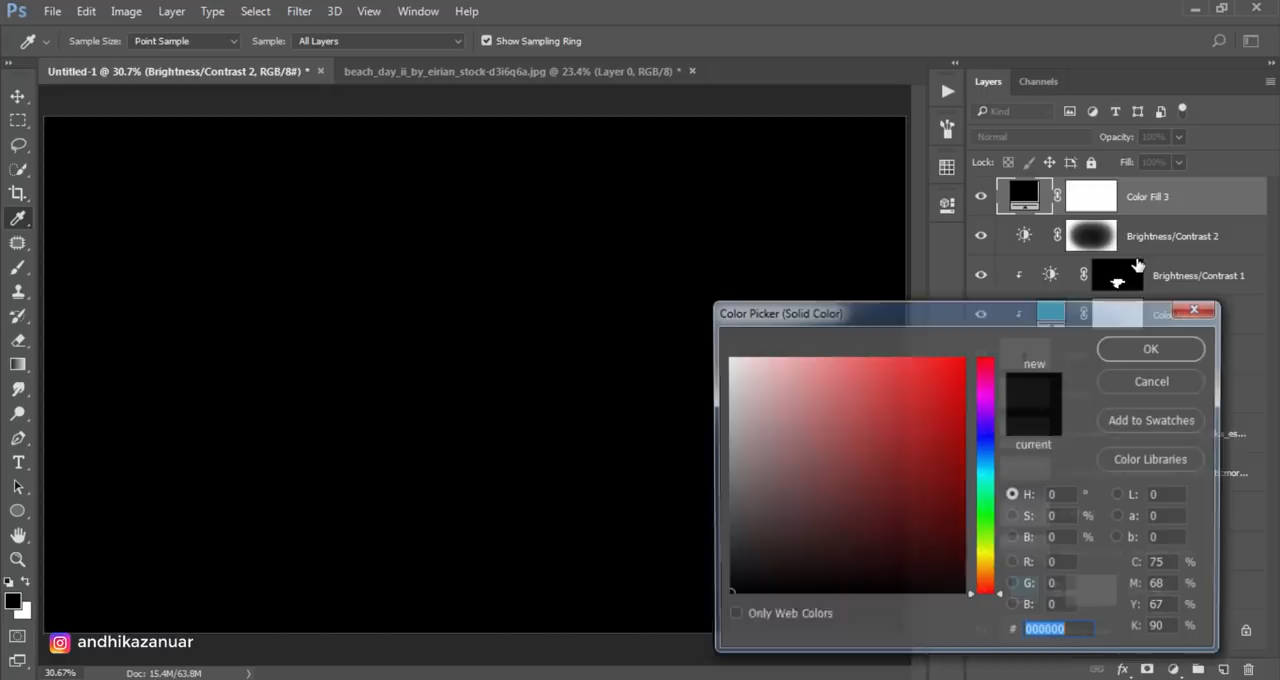 Ps File Edit Image Layer Type Select Filter 3D View Window Help
Sample Size: Point Sample Sample: All Layers Show Sampling Ring
Untitled-1 @ 30.7% (Brightness/Contrast 2, RGB/8#) * × beach_day_ii_by_eirian_stock-d3i6q6a.jpg @ 23.4% (Layer 0, RGB/8) * ×
Layers Channels
Kind
Normal Opacity: 100%
Lock: Fill: 100%
Color Fill 3
Brightness/Contrast 2
Brightness/Contrast 1
Color Picker (Solid Color)
new
current
OK
Cancel
Add to Swatches
Color Libraries
H: 0 ° L: 0
S: 0 % a: 0
B: 0 % b: 0
R: 0 C: 75 %
G: 0 M: 68 %
B: 0 Y: 67 %
# 000000 K: 90 %
Only Web Colors
andhikazanuar
30.67% Doc: 15.4M/63.8M